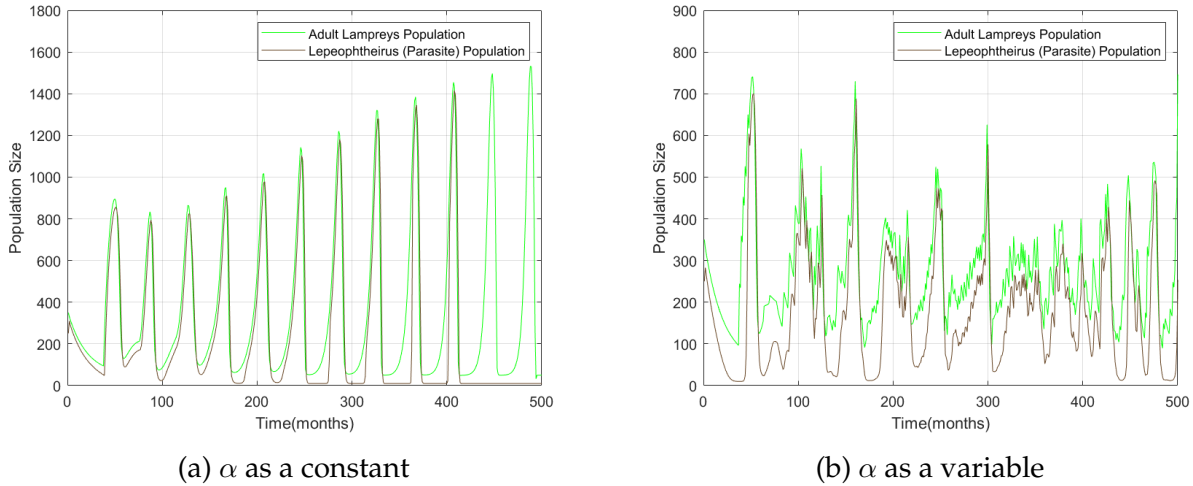 1800
1600
1400
1200
1000
800
600
400
200
0
Population Size
0 100 200 300 400 500
Time(months)
Adult Lampreys Population
Lepeophtheirus (Parasite) Population
(a) α as a constant
900
800
700
600
500
400
300
200
100
0
Population Size
0 100 200 300 400 500
Time(months)
Adult Lampreys Population
Lepeophtheirus (Parasite) Population
(b) α as a variable